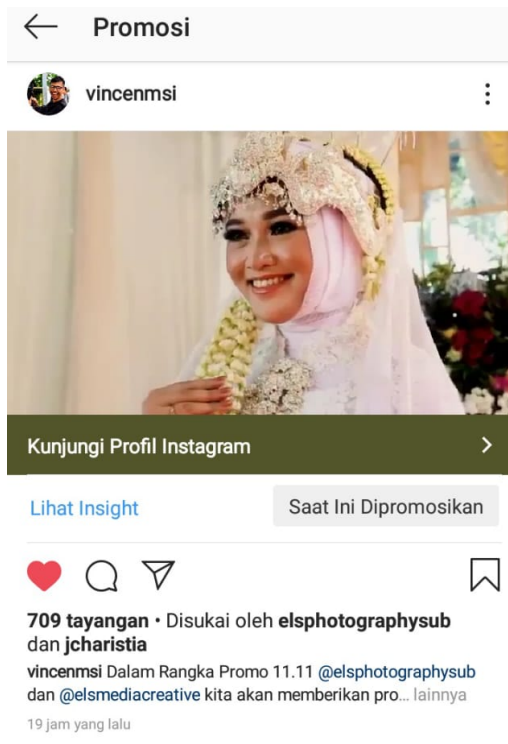 Promosi
vincenmsi
Kunjungi Profil Instagram
Lihat Insight
Saat Ini Dipromosikan
709 tayangan • Disukai oleh elsphotographysub
dan jcharistia
vincenmsi Dalam Rangka Promo 11.11 @elsphotographysub
dan @elsmediacreative kita akan memberikan pro... lainnya
19 jam yang lalu